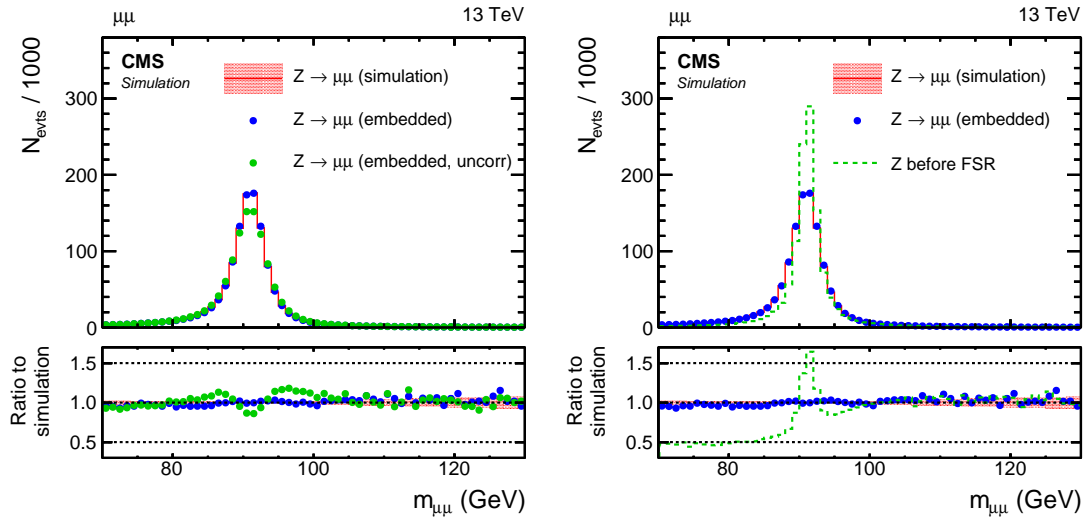 μμ 13 TeV
CMS
Simulation
Z → μμ (simulation)
Z → μμ (embedded)
Z → μμ (embedded, uncorr)
N_evts / 1000
300
200
100
0
Ratio to
simulation
1.5
1.0
0.5
80 100 120
m_μμ (GeV)
μμ 13 TeV
CMS
Simulation
Z → μμ (simulation)
Z → μμ (embedded)
Z before FSR
N_evts / 1000
300
200
100
0
Ratio to
simulation
1.5
1.0
0.5
80 100 120
m_μμ (GeV)